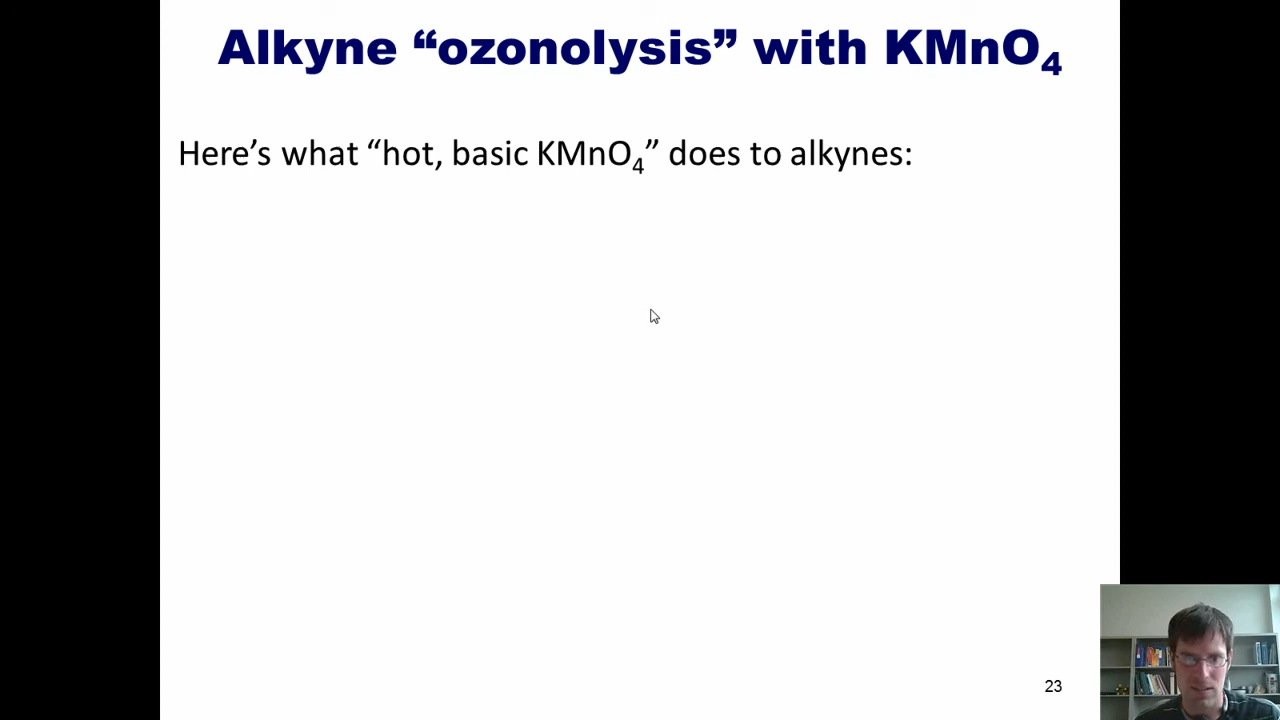 Alkyne “ozonolysis” with KMnO₄
Here’s what “hot, basic KMnO₄” does to alkynes:
23